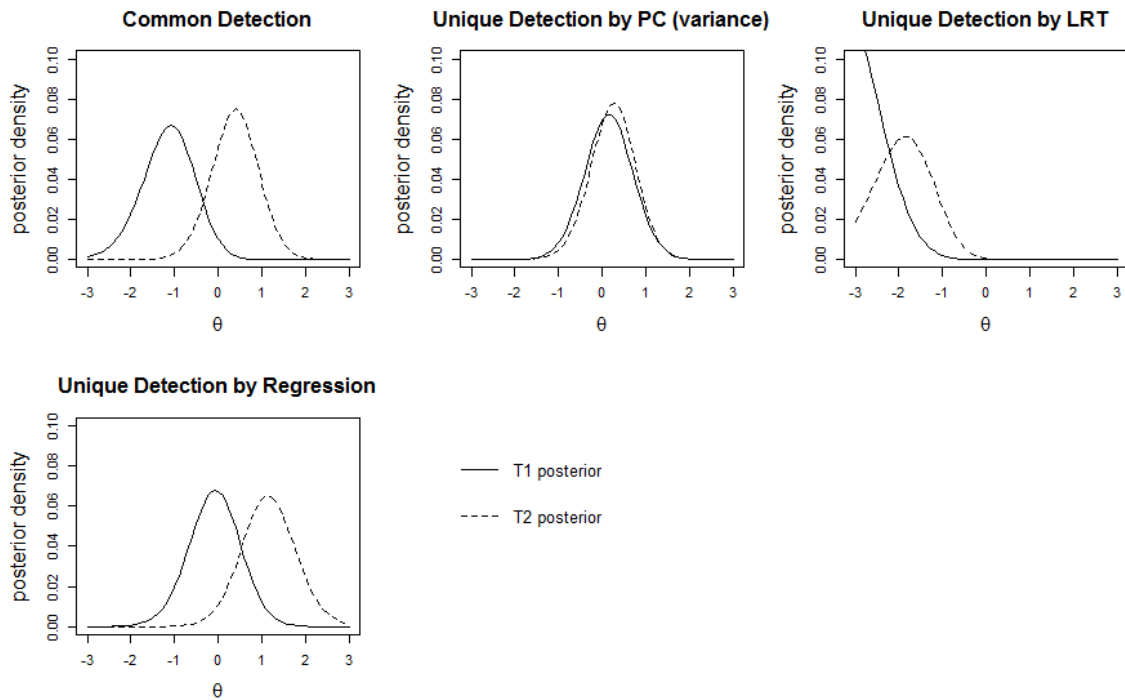 Common Detection
posterior density
0.00 0.02 0.04 0.06 0.08 0.10
-3 -2 -1 0 1 2 3
θ
Unique Detection by PC (variance)
posterior density
0.00 0.02 0.04 0.06 0.08 0.10
-3 -2 -1 0 1 2 3
θ
Unique Detection by LRT
posterior density
0.00 0.02 0.04 0.06 0.08 0.10
-3 -2 -1 0 1 2 3
θ
Unique Detection by Regression
posterior density
0.00 0.02 0.04 0.06 0.08 0.10
-3 -2 -1 0 1 2 3
θ
T1 posterior
T2 posterior